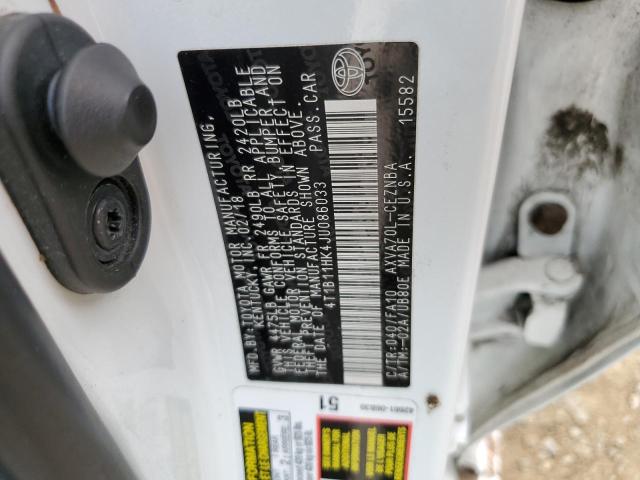 MFD.BY:TOYOTA MOTOR MANUFACTURING,
KENTUCKY, INC. 02/18
GVWR 4475LB GAWR FR 2490LB RR 2420LB
THIS VEHICLE CONFORMS TO ALL APPLICABLE
FEDERAL MOTOR VEHICLE SAFETY, BUMPER, AND
THEFT PREVENTION STANDARDS IN EFFECT ON
THE DATE OF MANUFACTURE SHOWN ABOVE.
4T1B11HK4JU086033 PASS.CAR
TOYOTA
C/TR:040/FA10 AXVA70L-CEZNBA
A/TM:-02A/UB80E MADE IN U.S.A. 15582
51